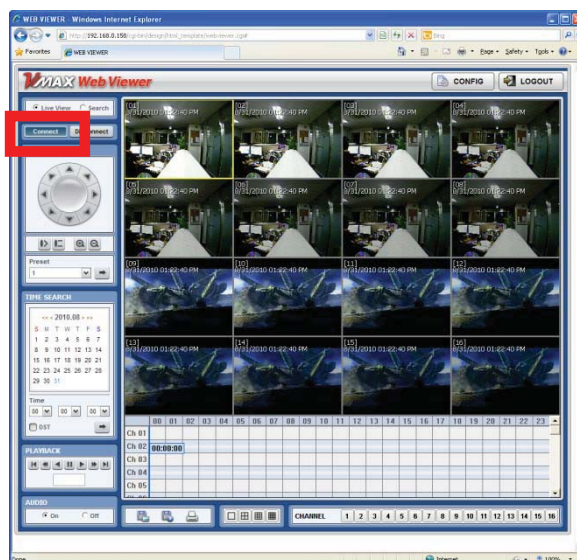 WEB VIEWER - Windows Internet Explorer
http://192.168.0.150/cgi-bin/design/html_template/webviewer.cgi#
Bing
Favorites WEB VIEWER Page Safety Tools
VMAX Web Viewer CONFIG LOGOUT
Live View Search
Connect Disconnect
[01] [02] [03] [04]
8/31/2010 01:22:40 PM 8/31/2010 01:22:40 PM 8/31/2010 01:22:40 PM 8/31/2010 01:22:40 PM
[05] [06] [07] [08]
8/31/2010 01:22:40 PM 8/31/2010 01:22:40 PM 8/31/2010 01:22:40 PM 8/31/2010 01:22:40 PM
[09] [10] [11] [12]
8/31/2010 01:22:40 PM 8/31/2010 01:22:40 PM 8/31/2010 01:22:40 PM 8/31/2010 01:22:40 PM
[13] [14] [15] [16]
8/31/2010 01:22:40 PM 8/31/2010 01:22:40 PM 8/31/2010 01:22:40 PM 8/31/2010 01:22:40 PM
Preset
1
TIME SEARCH
<< < 2010.08 > >>
S M T W T F S
1 2 3 4 5 6 7
8 9 10 11 12 13 14
15 16 17 18 19 20 21
22 23 24 25 26 27 28
29 30 31
Time
00 00 00
DST
00 01 02 03 04 05 06 07 08 09 10 11 12 13 14 15 16 17 18 19 20 21 22 23
Ch 01
Ch 02 00:00:00
Ch 03
Ch 04
Ch 05
PLAYBACK
AUDIO
On Off
CHANNEL 1 2 3 4 5 6 7 8 9 10 11 12 13 14 15 16
Done Internet 100%